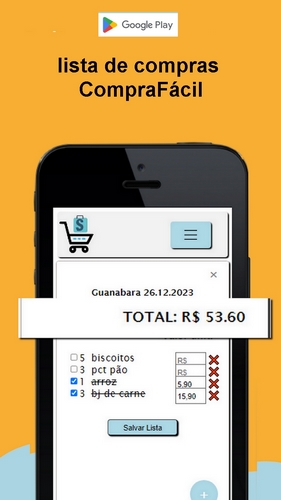 Google Play
lista de compras
CompraFácil
S
×
Guanabara 26.12.2023
TOTAL: R$ 53.60
5 biscoitos R$
3 pct pão R$
1 arroz 5,90
3 bj de carne 15,90
Salvar Lista
+